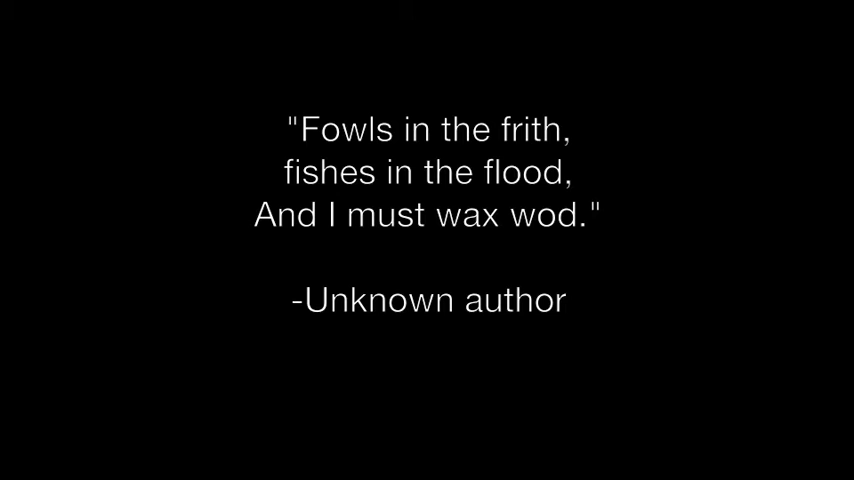 "Fowls in the frith,
fishes in the flood,
And I must wax wod."
-Unknown author